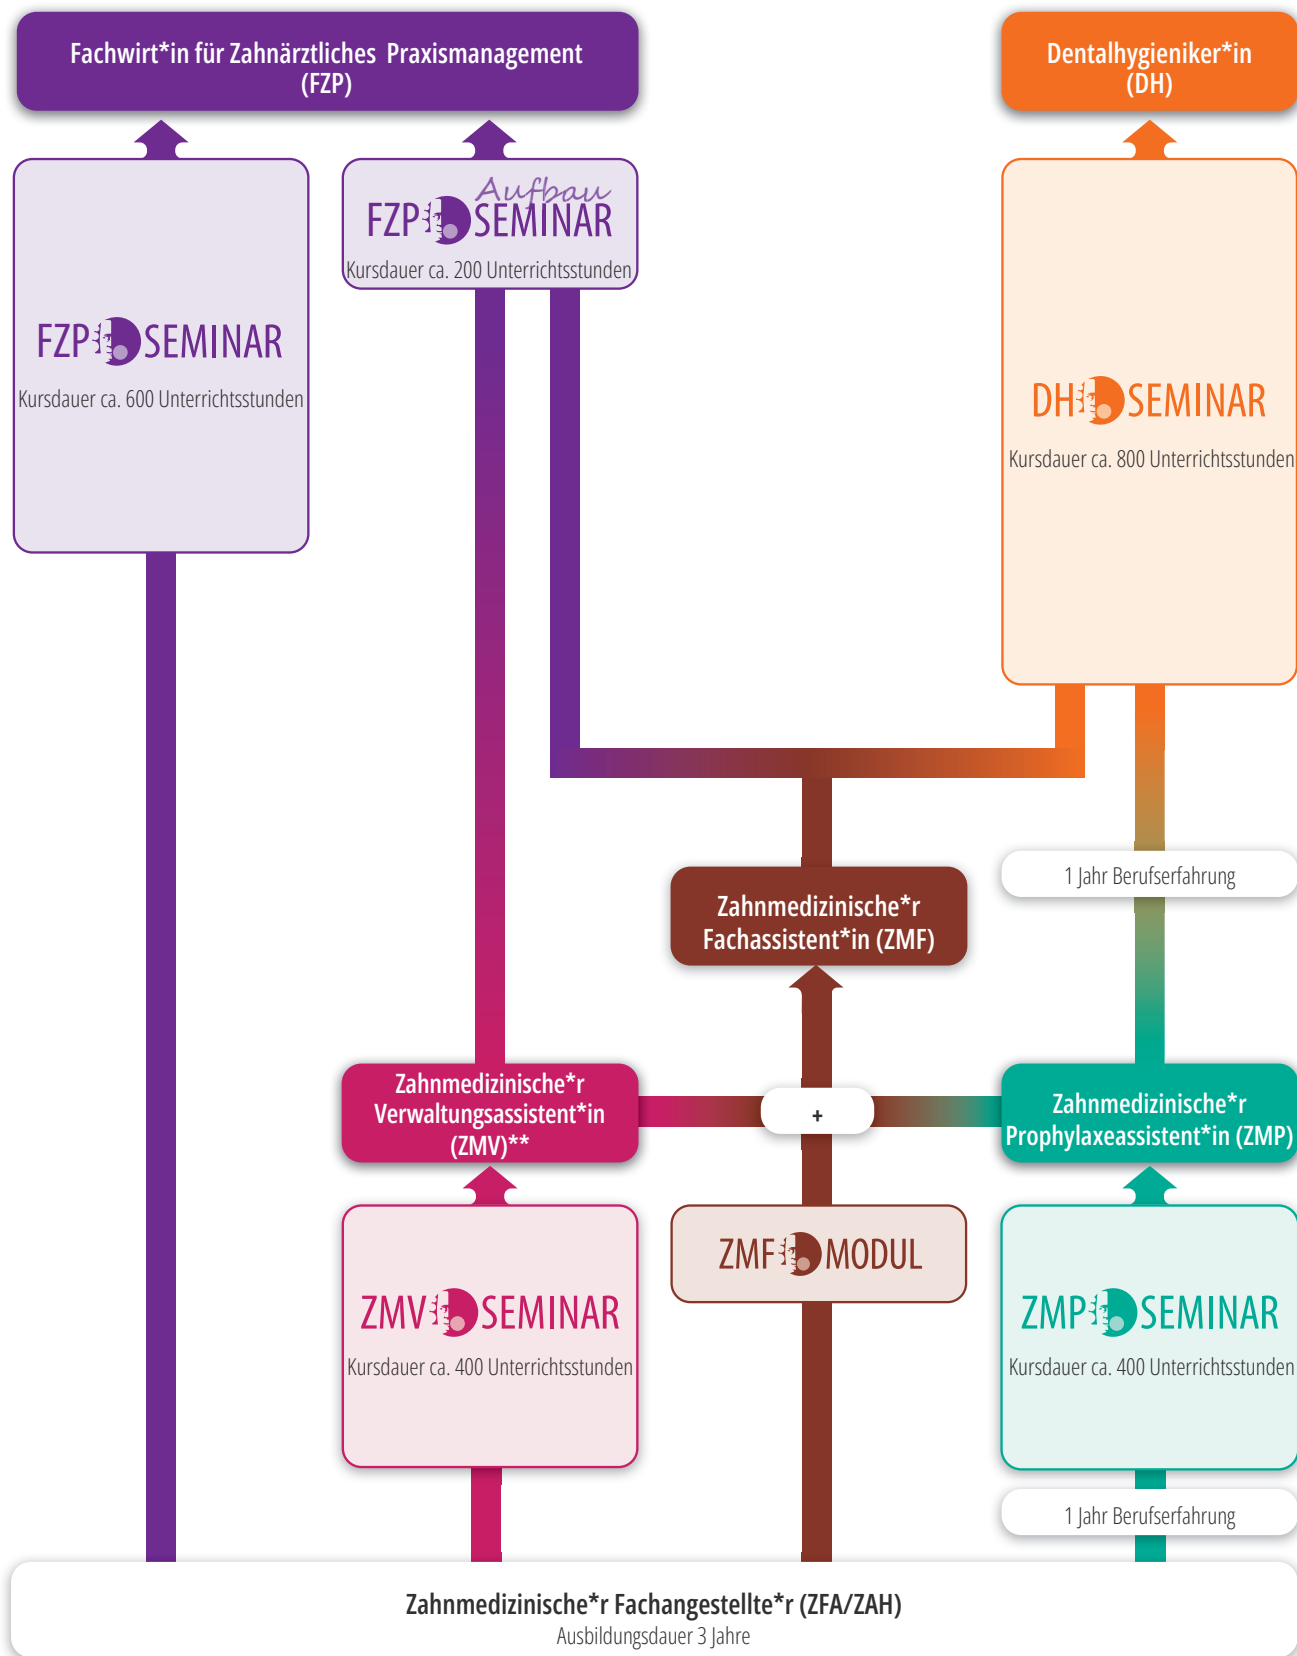 Fachwirt*in für Zahnärztliches Praxismanagement
(FZP)
Dentalhygieniker*in
(DH)
Aufbau
FZP SEMINAR
Kursdauer ca. 200 Unterrichtsstunden
FZP SEMINAR
Kursdauer ca. 600 Unterrichtsstunden
DH SEMINAR
Kursdauer ca. 800 Unterrichtsstunden
1 Jahr Berufserfahrung
Zahnmedizinische*r
Fachassistent*in (ZMF)
Zahnmedizinische*r
Verwaltungsassistent*in
(ZMV)**
+
Zahnmedizinische*r
Prophylaxeassistent*in (ZMP)
ZMV SEMINAR
Kursdauer ca. 400 Unterrichtsstunden
ZMF MODUL
ZMP SEMINAR
Kursdauer ca. 400 Unterrichtsstunden
1 Jahr Berufserfahrung
Zahnmedizinische*r Fachangestellte*r (ZFA/ZAH)
Ausbildungsdauer 3 Jahre